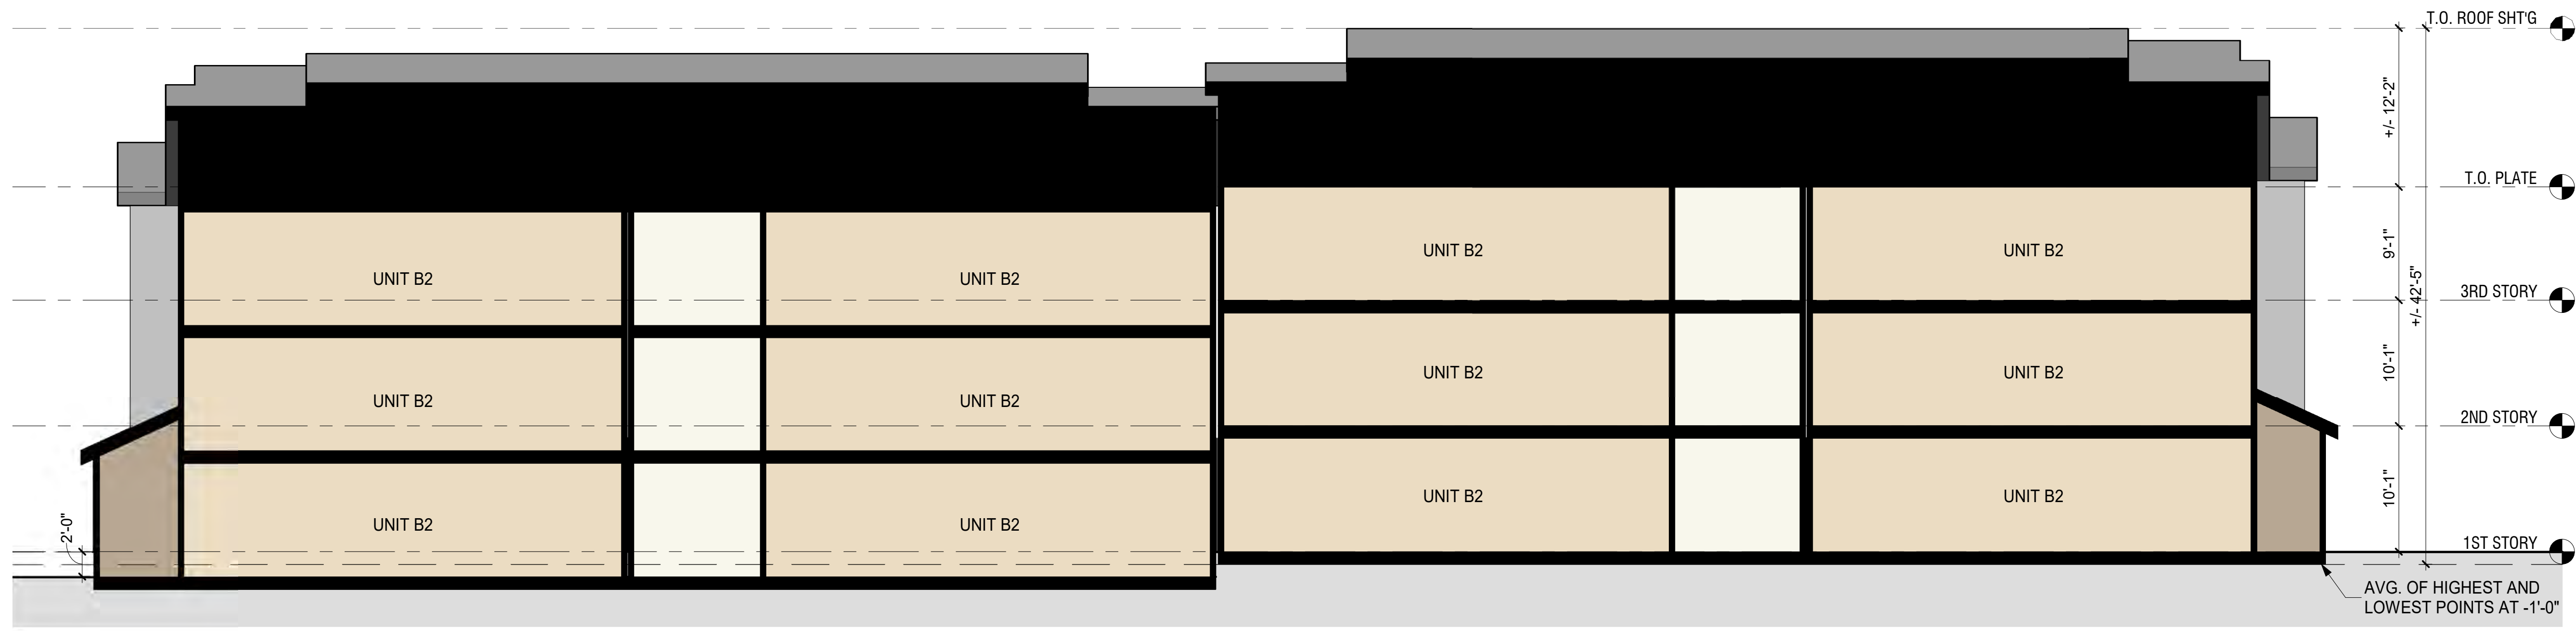 T.O. ROOF SHT'G
+/- 12'-2"
T.O. PLATE
9'-1"
UNIT B2
UNIT B2
UNIT B2
UNIT B2
3RD STORY
+/- 42'-5"
10'-1"
UNIT B2
UNIT B2
UNIT B2
UNIT B2
2ND STORY
10'-1"
UNIT B2
UNIT B2
UNIT B2
UNIT B2
2'-0"
1ST STORY
AVG. OF HIGHEST AND
LOWEST POINTS AT -1'-0"